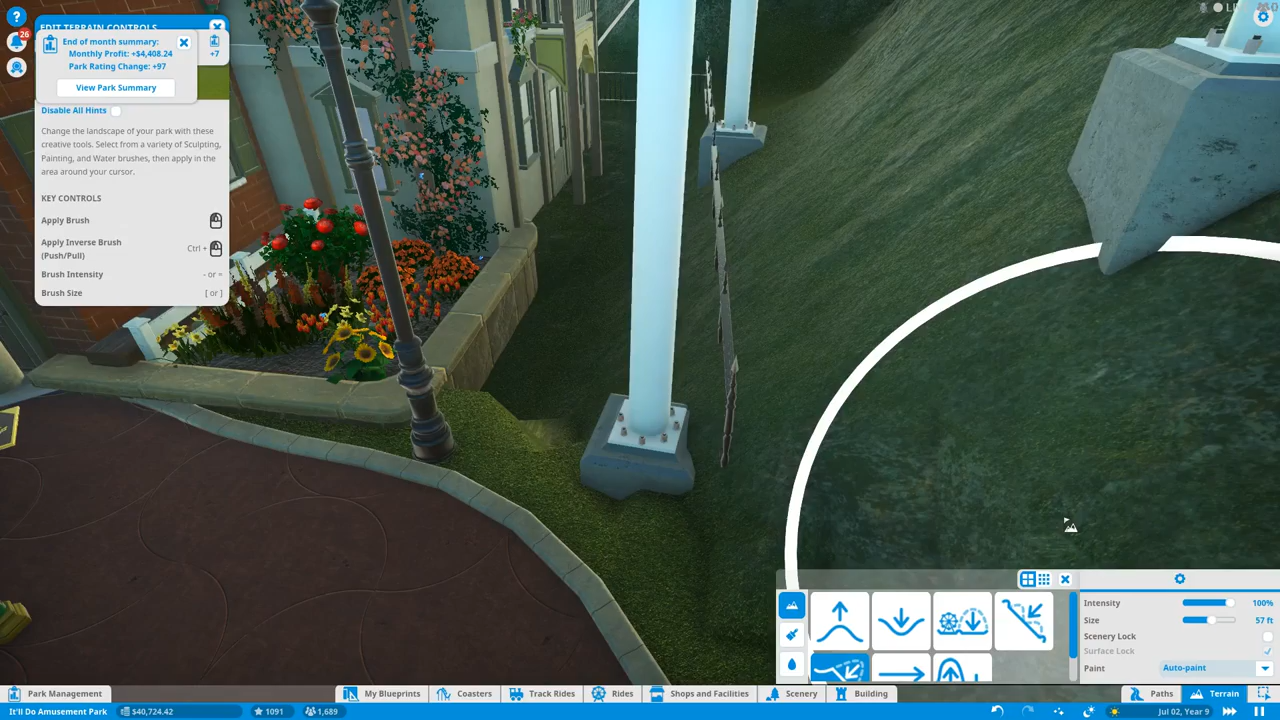 EDIT TERRAIN CONTROLS
End of month summary:
Monthly Profit: +$4,408.24
Park Rating Change: +97
View Park Summary
26
+7
Disable All Hints
Change the landscape of your park with these
creative tools. Select from a variety of Sculpting,
Painting, and Water brushes, then apply in the
area around your cursor.
KEY CONTROLS
Apply Brush
Apply Inverse Brush
(Push/Pull)
Ctrl +
Brush Intensity
- or =
Brush Size
[ or ]
Intensity
100%
Size
57 ft
Scenery Lock
Surface Lock
Paint
Auto-paint
Park Management
My Blueprints
Coasters
Track Rides
Rides
Shops and Facilities
Scenery
Building
Paths
Terrain
It'll Do Amusement Park
$40,724.42
1091
1,689
Jul 02, Year 9